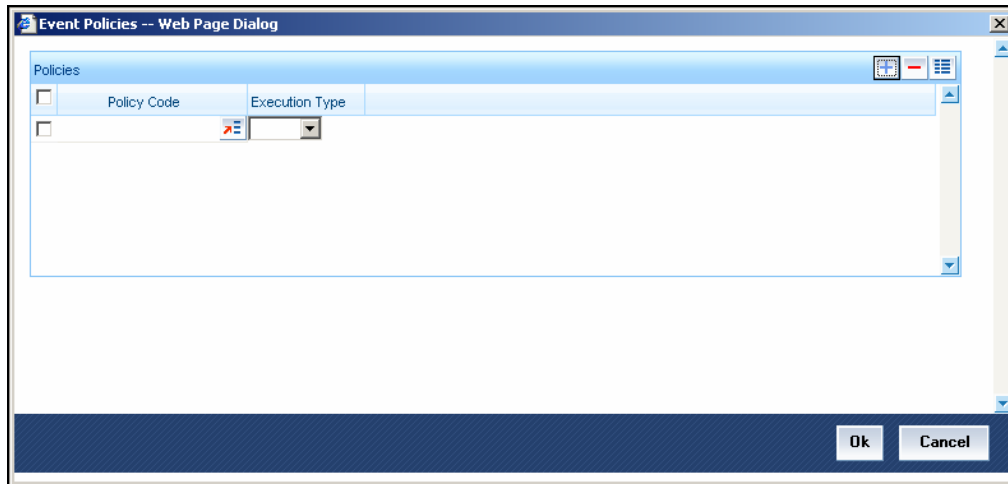 Event Policies -- Web Page Dialog
Policies
Policy Code Execution Type
Ok Cancel